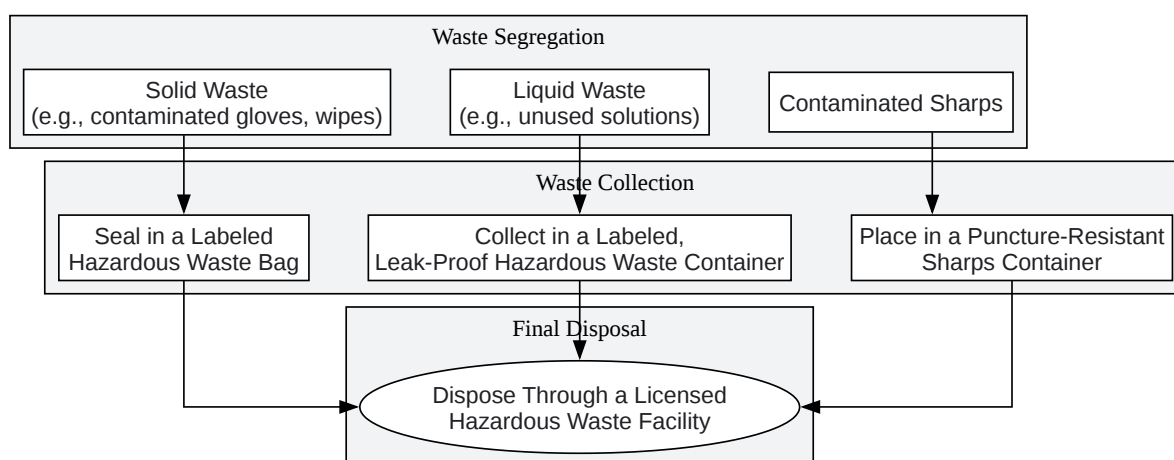 Waste Segregation
Solid Waste
(e.g., contaminated gloves, wipes)
Liquid Waste
(e.g., unused solutions)
Contaminated Sharps
Waste Collection
Seal in a Labeled
Hazardous Waste Bag
Collect in a Labeled,
Leak-Proof Hazardous Waste Container
Place in a Puncture-Resistant
Sharps Container
Final Disposal
Dispose Through a Licensed
Hazardous Waste Facility